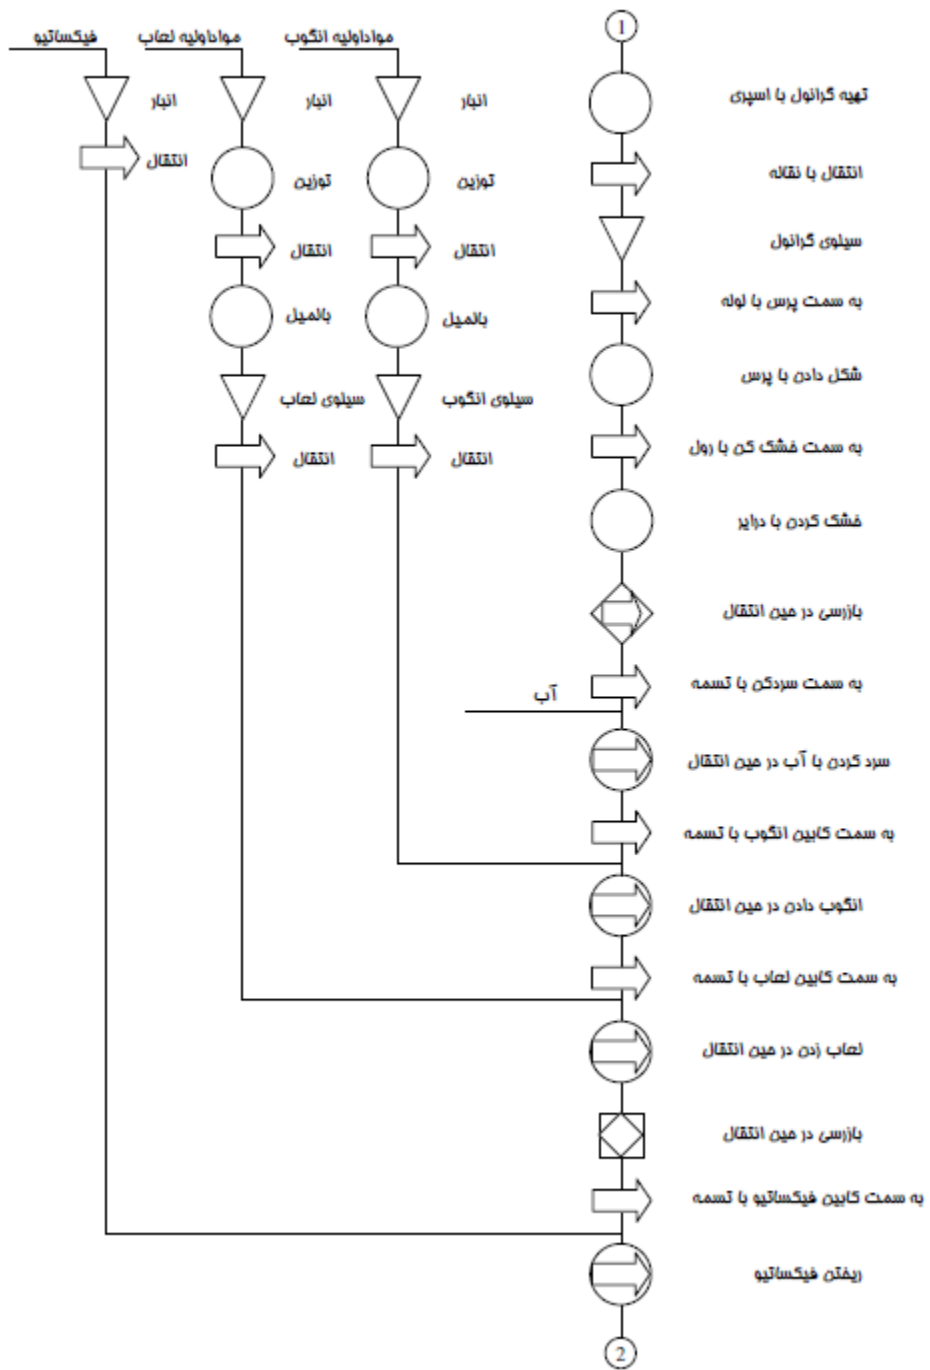 1
تهیه گرانول با اسپری
انتقال با نقاله
سیلوی گرانول
به سمت پرس با لوله
شکل دادن با پرس
به سمت خشک کن با رول
خشک کردن با درایر
بازرسی در حین انتقال
به سمت سردکن با تسمه
آب
سرد کردن با آب در حین انتقال
به سمت کابین انگوب با تسمه
انگوب دادن در حین انتقال
به سمت کابین لعاب با تسمه
لعاب زدن در حین انتقال
بازرسی در حین انتقال
به سمت کابین فیکساتیو با تسمه
ریختن فیکساتیو
2
مواداولیه انگوب
انبار
توزین
انتقال
بالمیل
سیلوی انگوب
انتقال
مواداولیه لعاب
انبار
توزین
انتقال
بالمیل
سیلوی لعاب
انتقال
فیکساتیو
انبار
انتقال